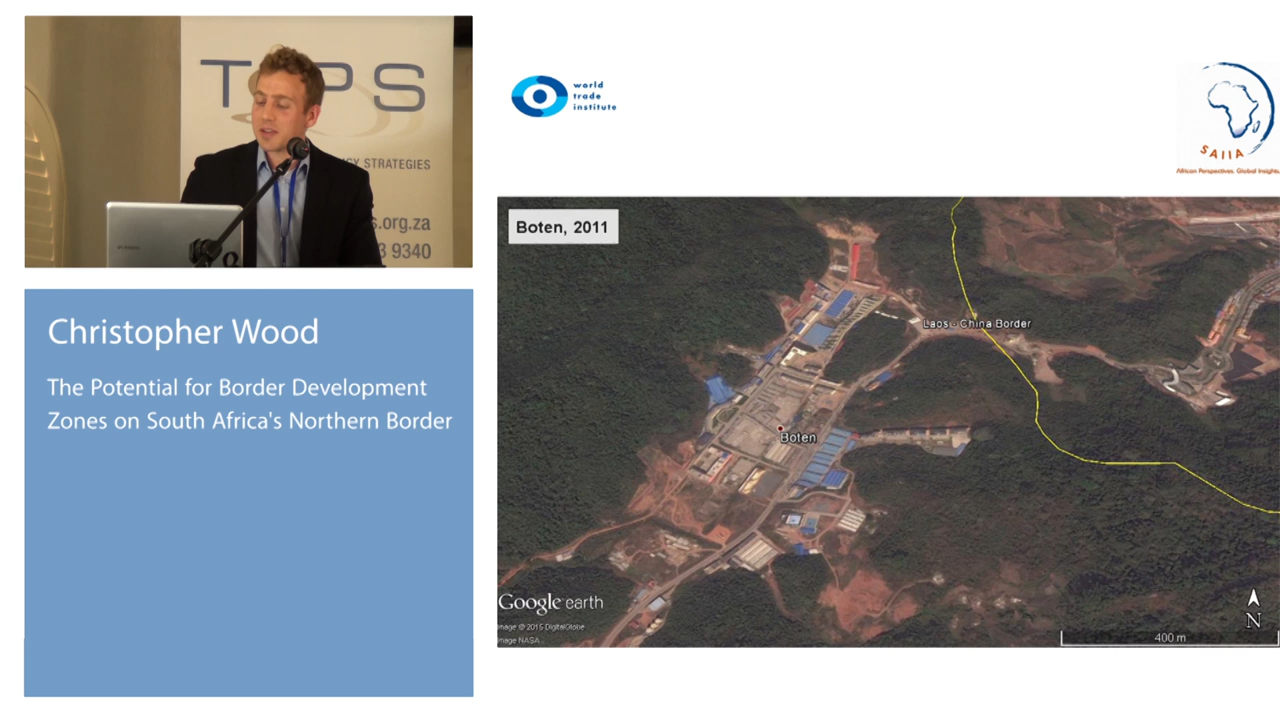 T PS
CY STRATEGIES
s.org.za
3 9340
Christopher Wood
The Potential for Border Development
Zones on South Africa's Northern Border
world
trade
institute
SAIIA
African Perspectives. Global Insights.
Boten, 2011
Laos - China Border
Boten
Google earth
Image © 2015 DigitalGlobe
Image NASA
N
400 m